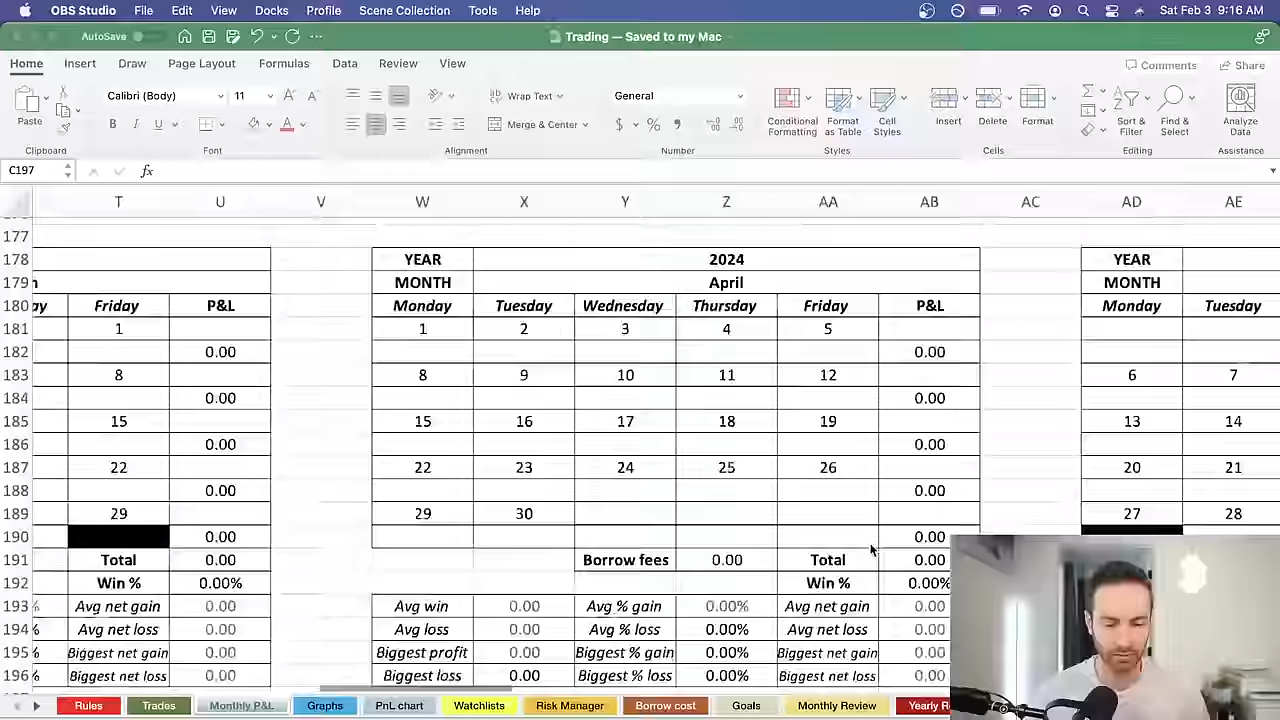 OBS Studio File Edit View Docks Profile Scene Collection Tools Help Sat Feb 3 9:16 AM
AutoSave Trading — Saved to my Mac
Home Insert Draw Page Layout Formulas Data Review View Comments Share
Paste Calibri (Body) 11 Wrap Text General Conditional Formatting Format as Table Cell Styles Insert Delete Format Sort & Filter Find & Select Analyze Data
B I U Merge & Center $ %
Clipboard Font Alignment Number Styles Cells Editing Assistance
C197 fx
T U V W X Y Z AA AB AC AD AE
177
178 YEAR 2024 YEAR
179 MONTH April MONTH
180 Friday P&L Monday Tuesday Wednesday Thursday Friday P&L Monday Tuesday
181 1 1 2 3 4 5
182 0.00 0.00
183 8 8 9 10 11 12 6 7
184 0.00 0.00
185 15 15 16 17 18 19 13 14
186 0.00 0.00
187 22 22 23 24 25 26 20 21
188 0.00 0.00
189 29 29 30 27 28
190 0.00 0.00
191 Total 0.00 Borrow fees 0.00 Total 0.00
192 Win % 0.00% Win % 0.00%
193 % Avg net gain 0.00 Avg win 0.00 Avg % gain 0.00% Avg net gain 0.00
194 % Avg net loss 0.00 Avg loss 0.00 Avg % loss 0.00% Avg net loss 0.00
195 Biggest net gain 0.00 Biggest profit 0.00 Biggest % gain 0.00% Biggest net gain 0.00
196 Biggest net loss 0.00 Biggest loss 0.00 Biggest % loss 0.00% Biggest net loss 0.00
Rules Trades Monthly P&L Graphs PnL chart Watchlists Risk Manager Borrow cost Goals Monthly Review Yearly